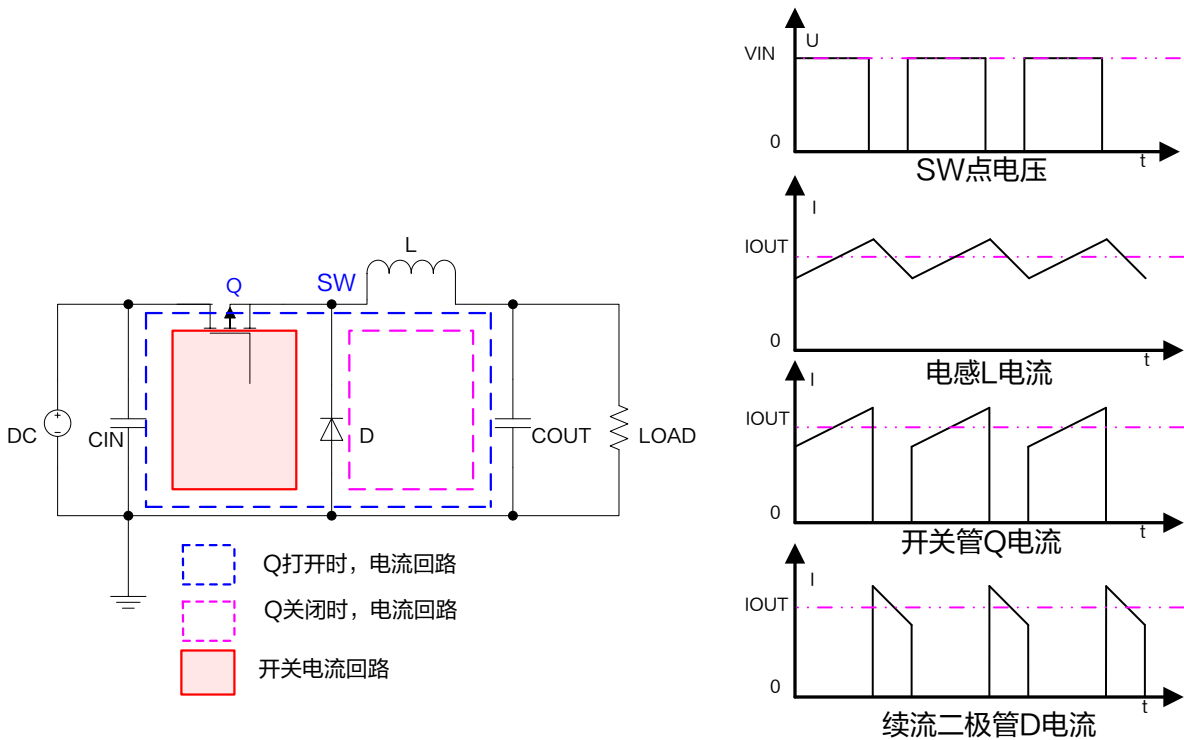 L
Q
SW
DC
CIN
D
COUT
LOAD
Q打开时，电流回路
Q关闭时，电流回路
开关电流回路
U
VIN
0
t
SW点电压
I
IOUT
0
t
电感L电流
I
IOUT
0
t
开关管Q电流
I
IOUT
0
t
续流二极管D电流